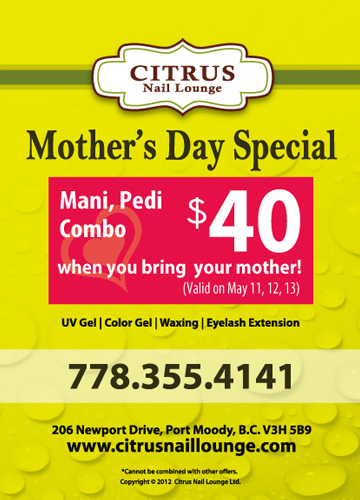 CITRUS
Nail Lounge
Mother's Day Special
Mani, Pedi
Combo
$40
when you bring your mother!
(Valid on May 11, 12, 13)
UV Gel | Color Gel | Waxing | Eyelash Extension
778.355.4141
206 Newport Drive, Port Moody, B.C. V3H 5B9
www.citrusnaillounge.com
*Cannot be combined with other offers.
Copyright © 2012 Citrus Nail Lounge Ltd.